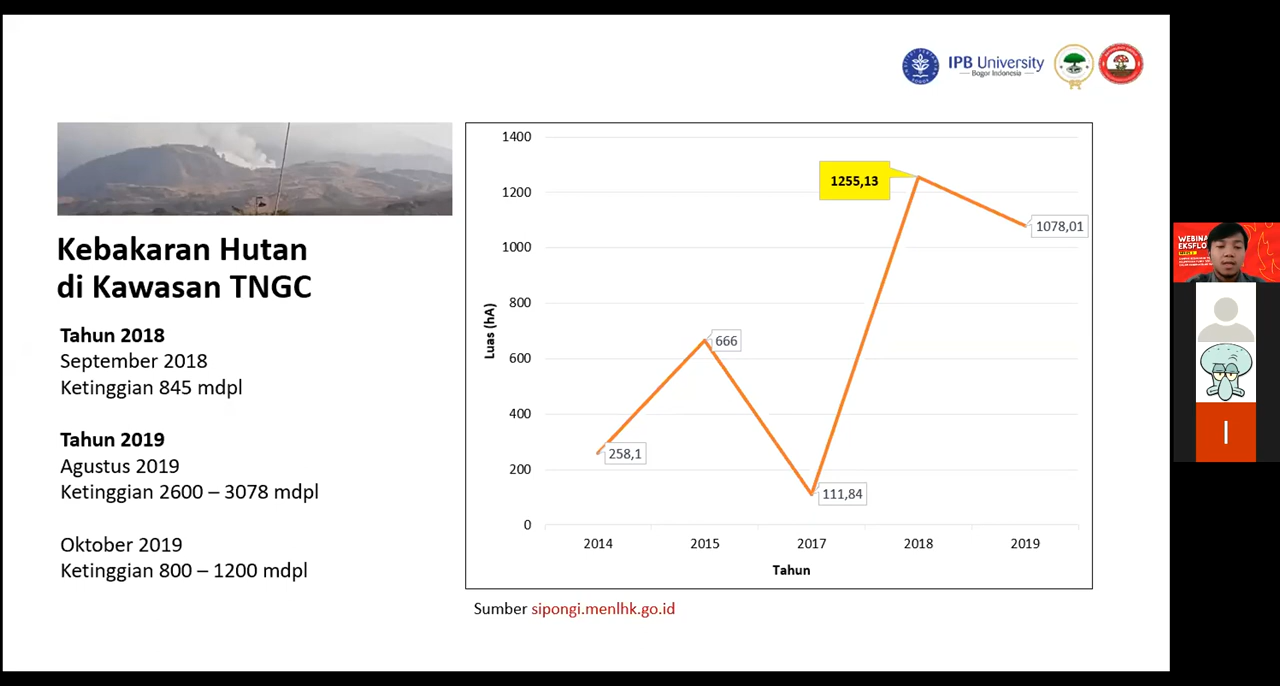 IPB University
Bogor Indonesia
Kebakaran Hutan
di Kawasan TNGC
Tahun 2018
September 2018
Ketinggian 845 mdpl
Tahun 2019
Agustus 2019
Ketinggian 2600 – 3078 mdpl
Oktober 2019
Ketinggian 800 – 1200 mdpl
1400
1200
1000
800
600
400
200
0
Luas (hA)
258,1
666
111,84
1255,13
1078,01
2014
2015
2017
2018
2019
Tahun
Sumber sipongi.menlhk.go.id
WEBINA
EKSFLO
I